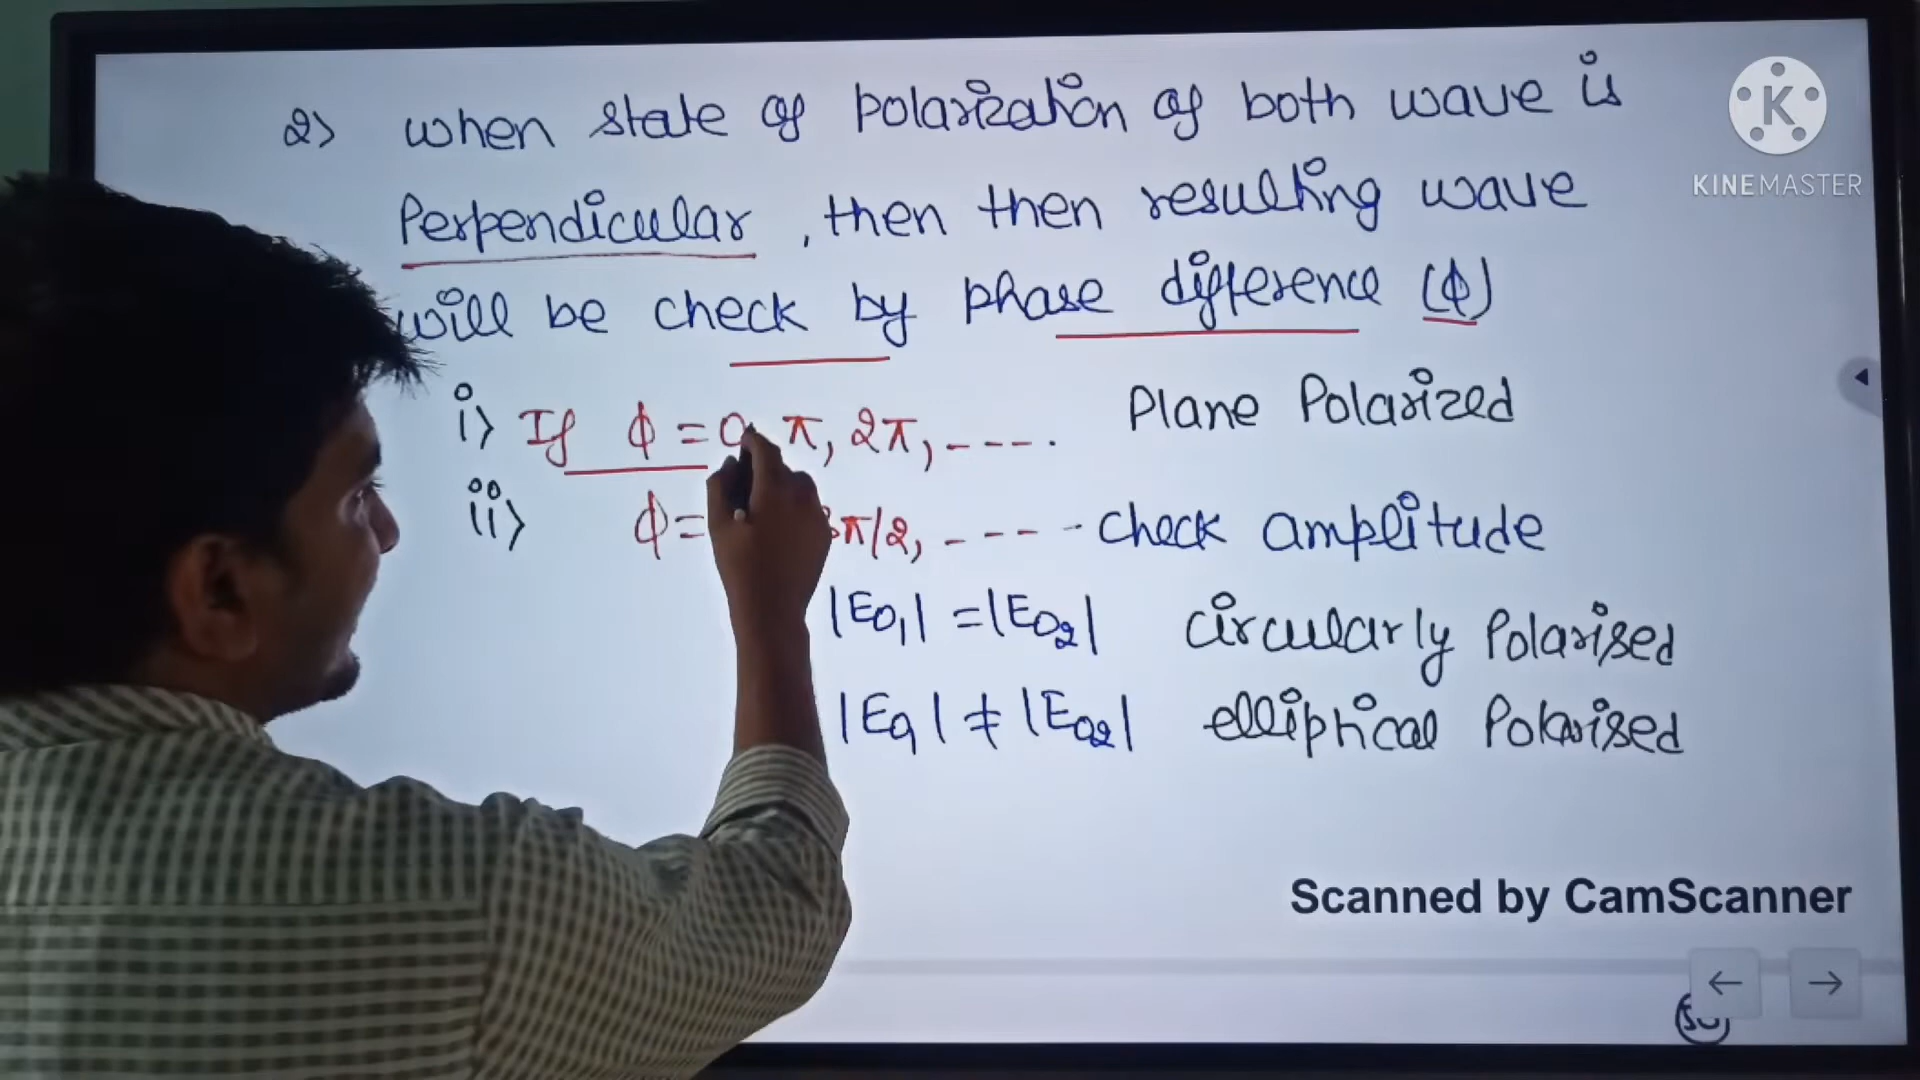 2) when state of polarization of both wave is
Perpendicular, then then resulting wave
will be check by phase difference (ϕ)
i) If ϕ = 0, π, 2π, ----. Plane Polarized
ii) ϕ = 3π/2, ---- check amplitude
|E01| = |E02| circularly Polarised
|E01| ≠ |E02| elliptical Polarised
K
KINEMASTER
Scanned by CamScanner